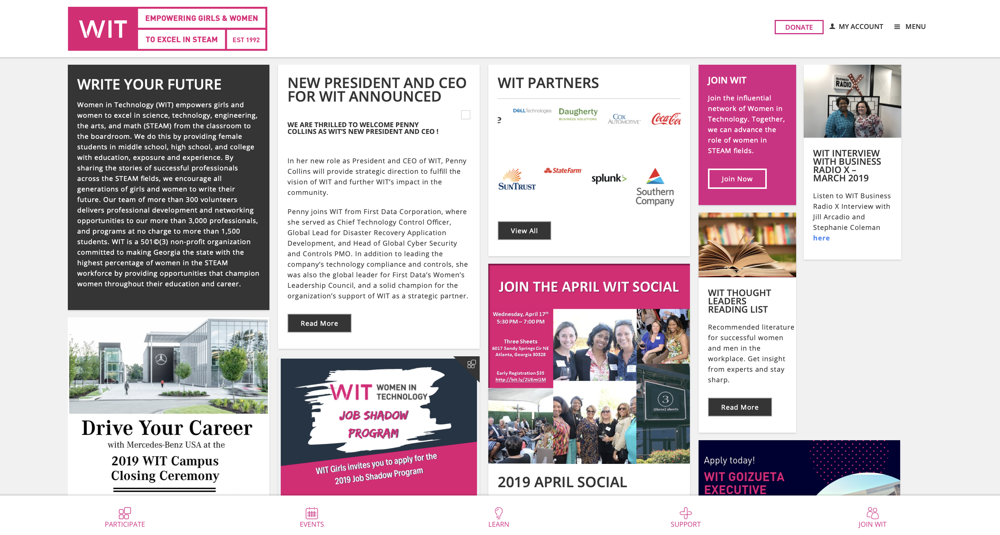 WIT
EMPOWERING GIRLS & WOMEN
TO EXCEL IN STEAM
EST 1992
DONATE
MY ACCOUNT
MENU
WRITE YOUR FUTURE
Women in Technology (WIT) empowers girls and
women to excel in science, technology, engineering,
the arts, and math (STEAM) from the classroom to
the boardroom. We do this by providing female
students in middle school, high school, and college
with education, exposure and experience. By
sharing the stories of successful professionals
across the STEAM fields, we encourage all
generations of girls and women to write their
future. Our team of more than 300 volunteers
delivers professional development and networking
opportunities to our more than 3,000 professionals,
and programs at no charge to more than 1,500
students. WIT is a 501©(3) non-profit organization
committed to making Georgia the state with the
highest percentage of women in the STEAM
workforce by providing opportunities that champion
women throughout their education and career.
Drive Your Career
with Mercedes-Benz USA at the
2019 WIT Campus
Closing Ceremony
NEW PRESIDENT AND CEO
FOR WIT ANNOUNCED
WE ARE THRILLED TO WELCOME PENNY
COLLINS AS WIT’S NEW PRESIDENT AND CEO !
In her new role as President and CEO of WIT, Penny
Collins will provide strategic direction to fulfill the
vision of WIT and further WIT’s impact in the
community.
Penny joins WIT from First Data Corporation, where
she served as Chief Technology Control Officer,
Global Lead for Disaster Recovery Application
Development, and Head of Global Cyber Security
and Controls PMO. In addition to leading the
company’s technology compliance and controls, she
was also the global leader for First Data’s Women’s
Leadership Council, and a solid champion for the
organization’s support of WIT as a strategic partner.
Read More
WIT WOMEN IN
TECHNOLOGY
JOB SHADOW
PROGRAM
WIT Girls invites you to apply for the
2019 Job Shadow Program
WIT PARTNERS
e
DELL Technologies
Daugherty
BUSINESS SOLUTIONS
COX
AUTOMOTIVE
Coca-Col
SUNTRUST
State Farm
splunk>
Southern
Company
View All
JOIN THE APRIL WIT SOCIAL
Wednesday, April 17th
5:30 PM – 7:00 PM
Three Sheets
6017 Sandy Springs Cir NE
Atlanta, Georgia 30328
Early Registration $35
http://bit.ly/2UEmI1M
3
{three} sheets
2019 APRIL SOCIAL
JOIN WIT
Join the influential
network of Women in
Technology. Together,
we can advance the
role of women in
STEAM fields.
Join Now
WIT THOUGHT
LEADERS
READING LIST
Recommended literature
for successful women
and men in the
workplace. Get insight
from experts and stay
sharp.
Read More
BUSINESS
RADIO X
WIT INTERVIEW
WITH BUSINESS
RADIO X –
MARCH 2019
Listen to WIT Business
Radio X Interview with
Jill Arcadio and
Stephanie Coleman
here
Apply today!
WIT GOIZUETA
EXECUTIVE
PARTICIPATE
EVENTS
LEARN
SUPPORT
JOIN WIT